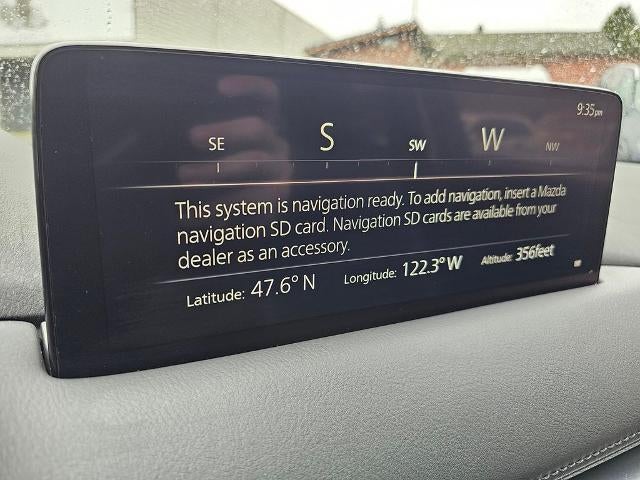 9:35pm
SE S SW W NW
This system is navigation ready. To add navigation, insert a Mazda
navigation SD card. Navigation SD cards are available from your
dealer as an accessory.
Latitude: 47.6° N Longitude: 122.3° W Altitude: 356feet